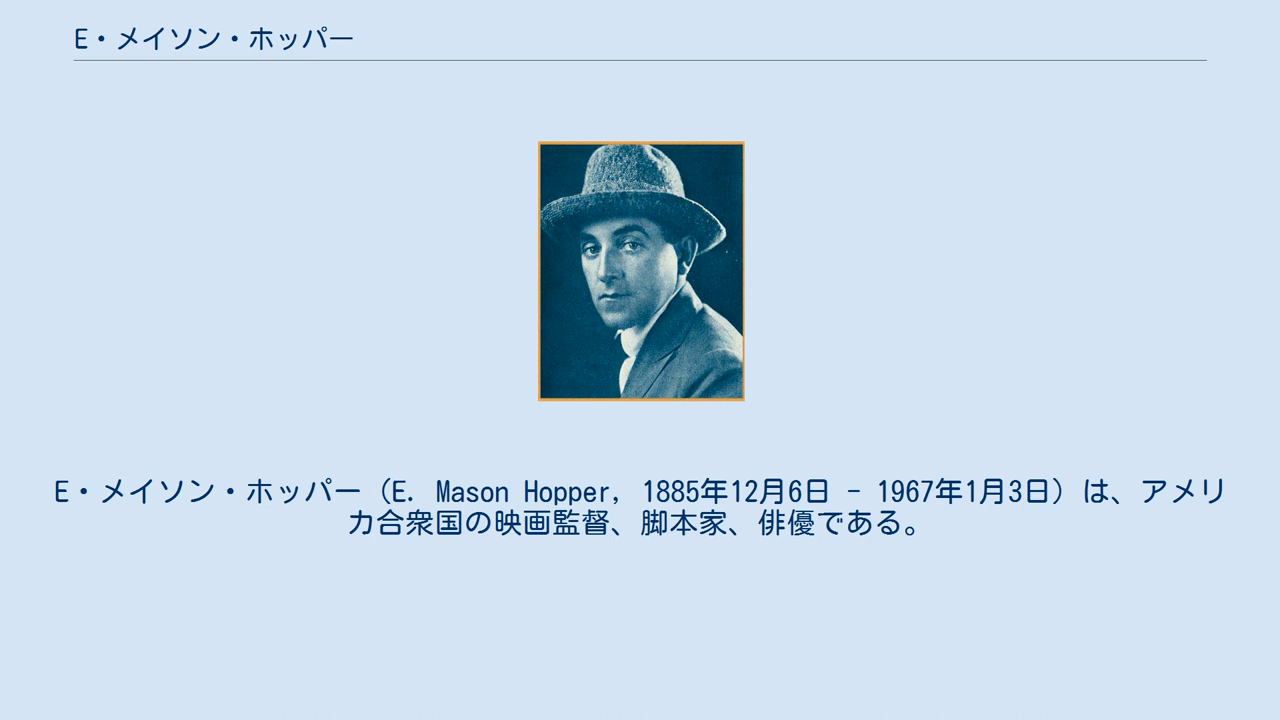 E・メイソン・ホッパー
E・メイソン・ホッパー（E. Mason Hopper, 1885年12月6日 - 1967年1月3日）は、アメリ
カ合衆国の映画監督、脚本家、俳優である。